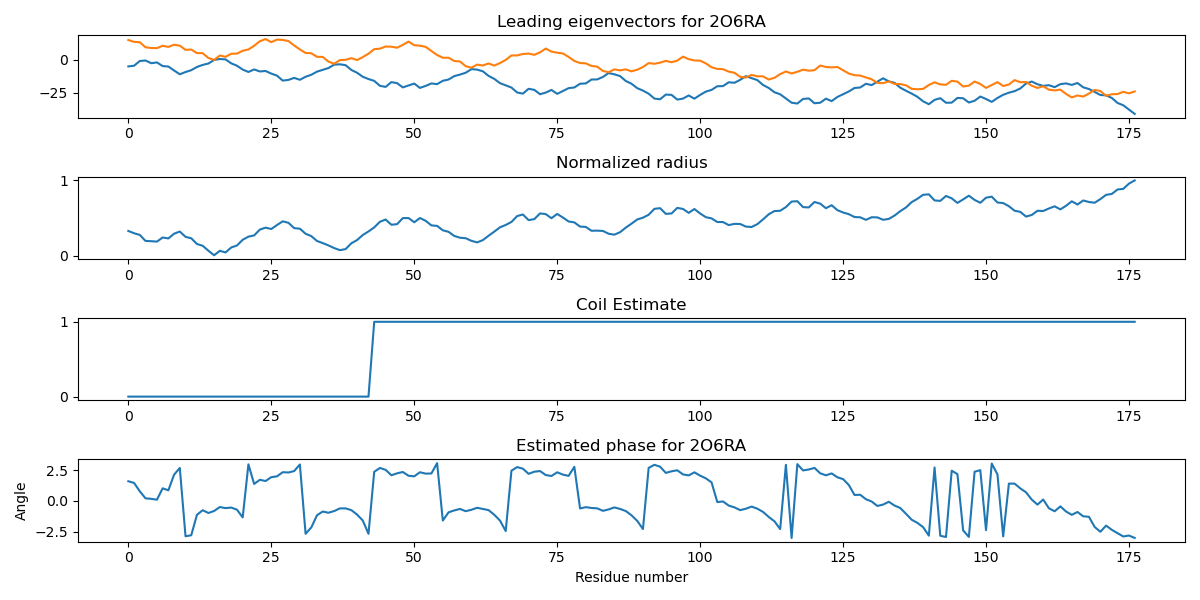 Leading eigenvectors for 2O6RA
0
−25
0 25 50 75 100 125 150 175
Normalized radius
1
0
0 25 50 75 100 125 150 175
Coil Estimate
1
0
0 25 50 75 100 125 150 175
Estimated phase for 2O6RA
Angle
2.5
0.0
−2.5
0 25 50 75 100 125 150 175
Residue number